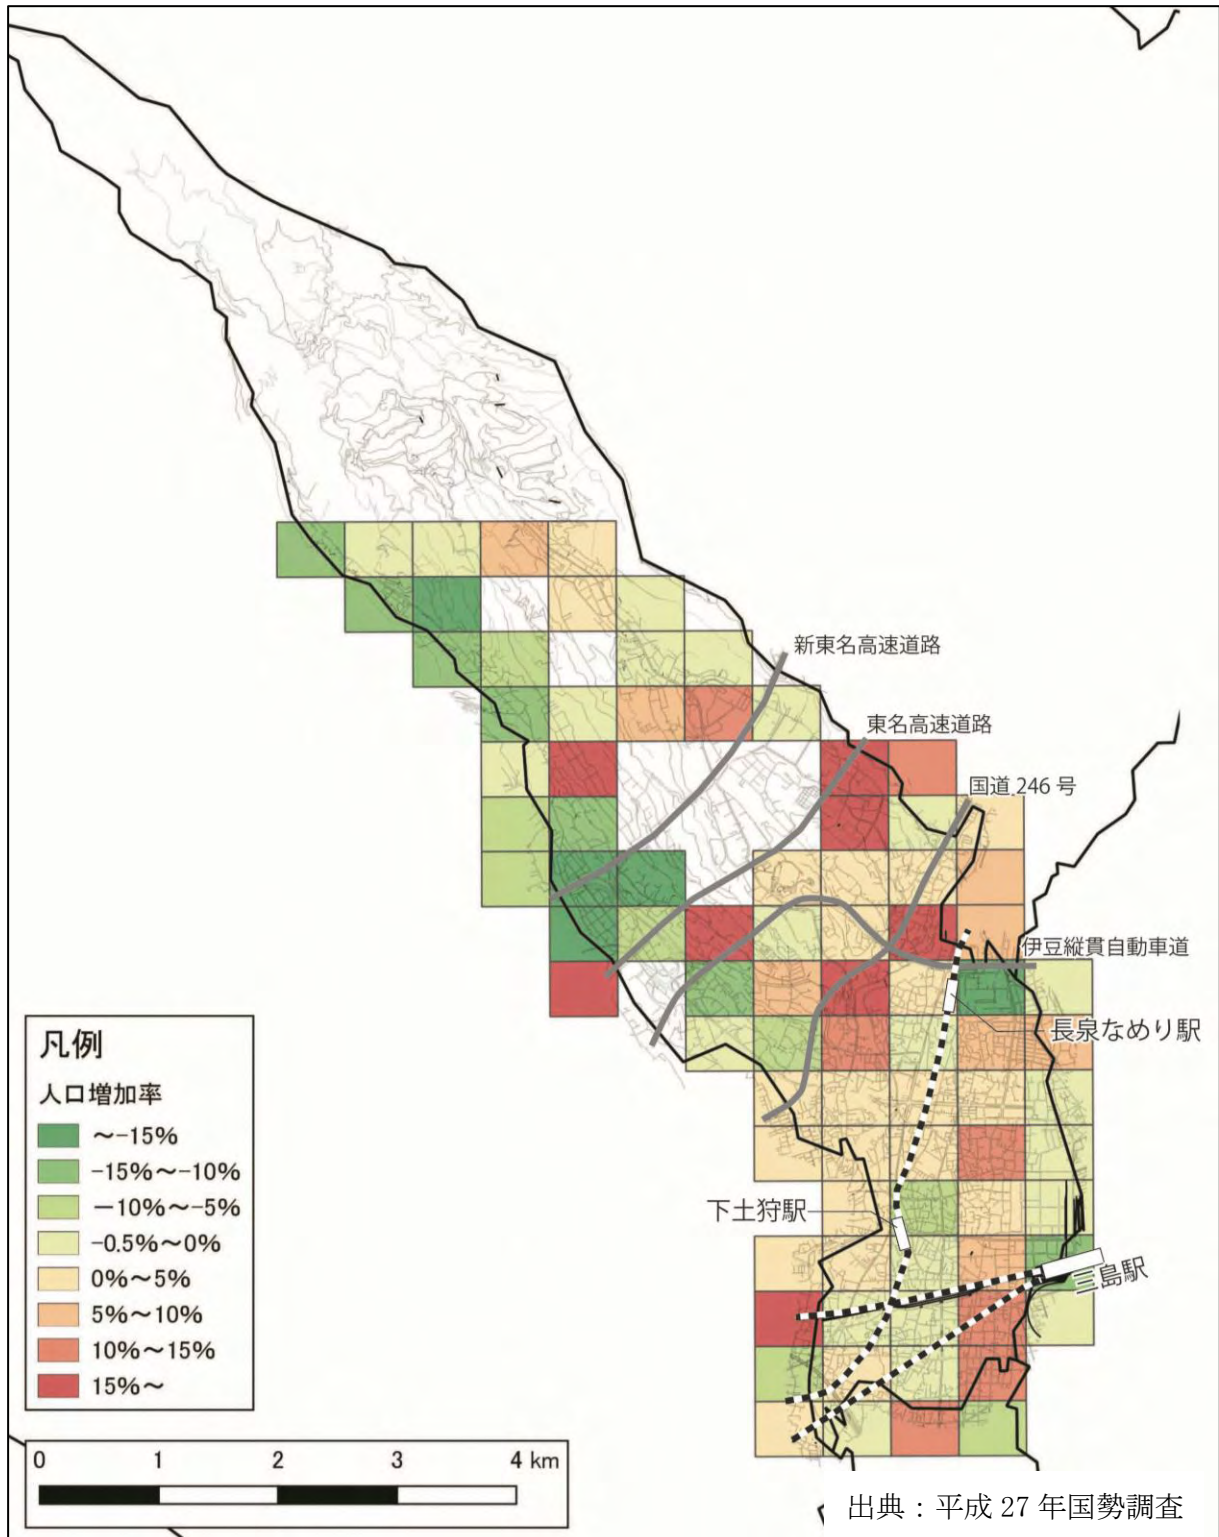 新東名高速道路
東名高速道路
国道 246 号
伊豆縦貫自動車道
長泉なめり駅
下土狩駅
三島駅
凡例
人口増加率
～-15%
-15%～-10%
－10%～-5%
-0.5%～0%
0%～5%
5%～10%
10%～15%
15%～
0 1 2 3 4 km
出典：平成 27 年国勢調査